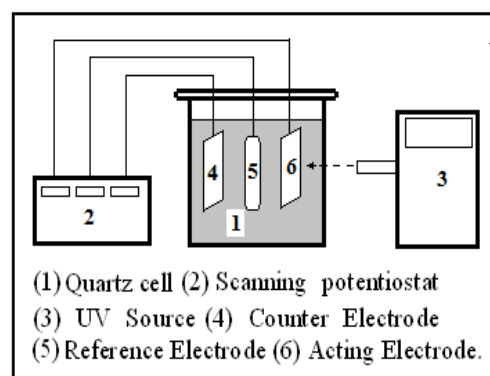 4
5
6
3
2
1
(1) Quartz cell (2) Scanning potentiostat
(3) UV Source (4) Counter Electrode
(5) Reference Electrode (6) Acting Electrode.